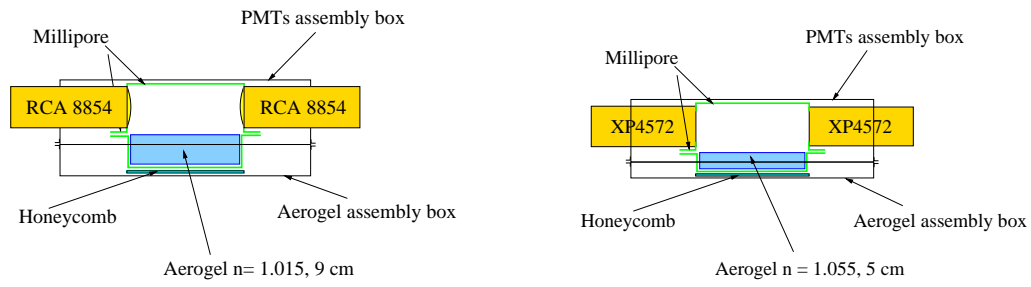 PMTs assembly box
Millipore
RCA 8854
RCA 8854
Honeycomb
Aerogel assembly box
Aerogel n= 1.015, 9 cm
PMTs assembly box
Millipore
XP4572
XP4572
Honeycomb
Aerogel assembly box
Aerogel n = 1.055, 5 cm